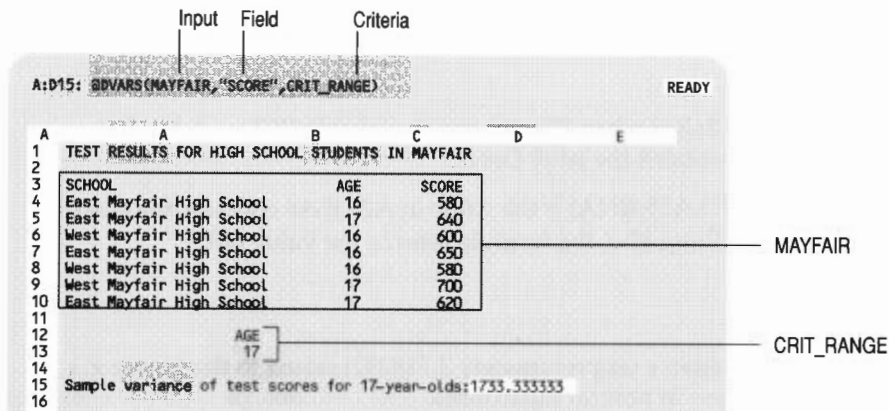 Input Field Criteria
A:D15: @DVARS(MAYFAIR,"SCORE",CRIT_RANGE) READY
A A B C D E
1 TEST RESULTS FOR HIGH SCHOOL STUDENTS IN MAYFAIR
2
3 SCHOOL AGE SCORE
4 East Mayfair High School 16 580
5 East Mayfair High School 17 640
6 West Mayfair High School 16 600
7 East Mayfair High School 16 650
8 West Mayfair High School 16 580
9 West Mayfair High School 17 700
10 East Mayfair High School 17 620
MAYFAIR
11
12 AGE
13 17
CRIT_RANGE
14
15 Sample variance of test scores for 17-year-olds:1733.333333
16